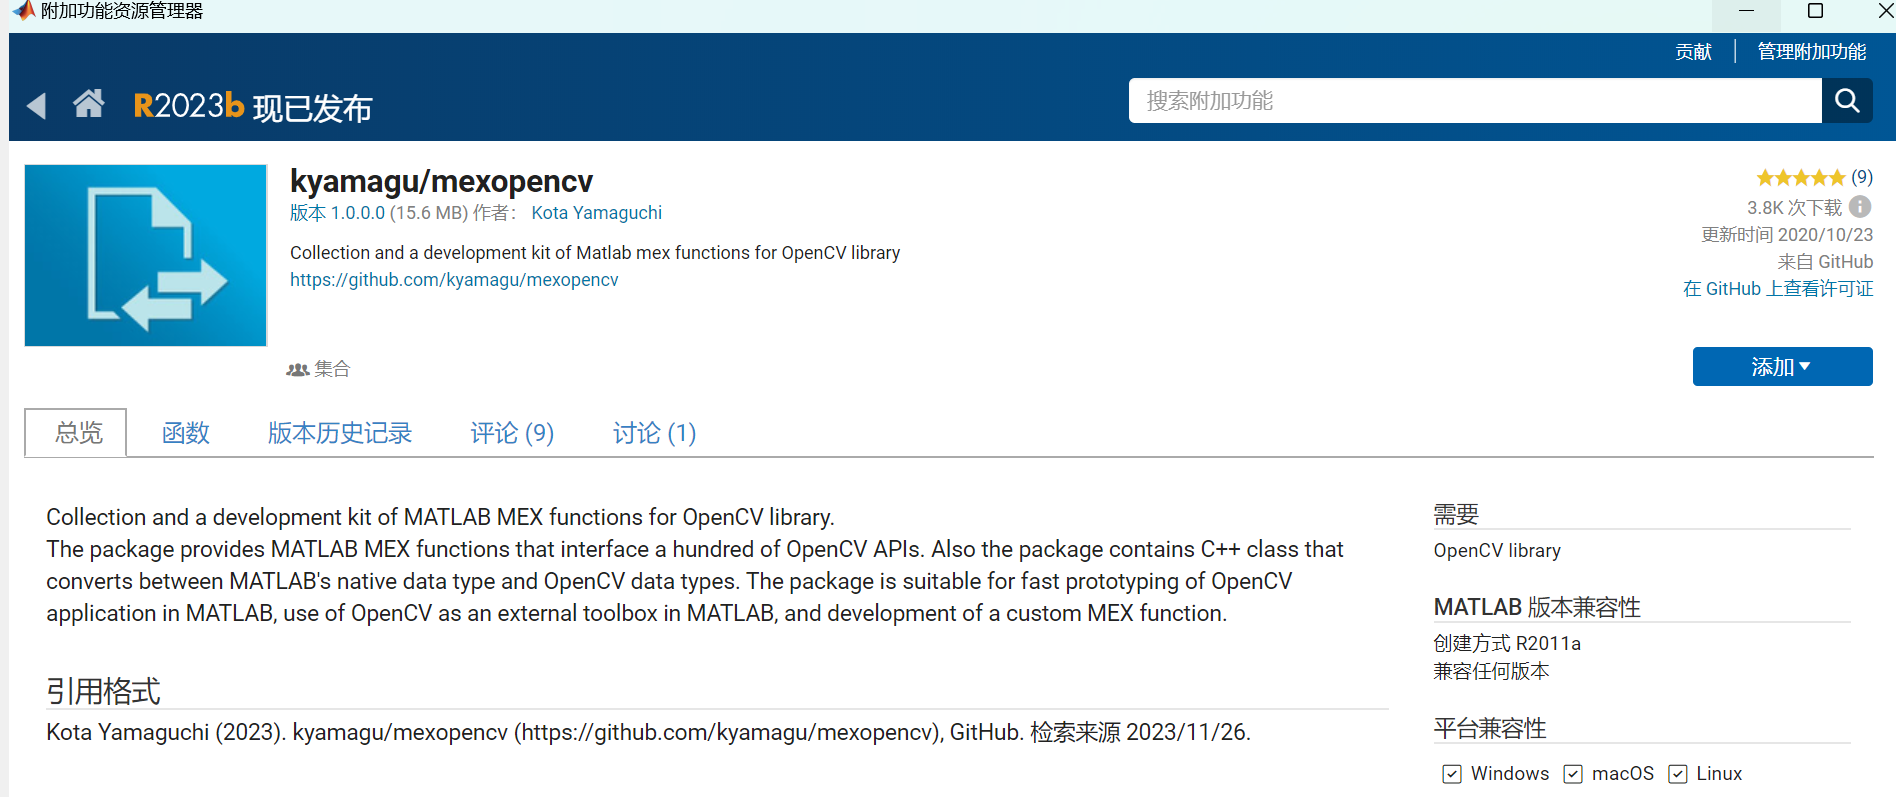 附加功能资源管理器
贡献 | 管理附加功能
R2023b 现已发布
搜索附加功能
kyamagu/mexopencv
版本 1.0.0.0 (15.6 MB) 作者: Kota Yamaguchi
Collection and a development kit of Matlab mex functions for OpenCV library
https://github.com/kyamagu/mexopencv
集合
(9)
3.8K 次下载
更新时间 2020/10/23
来自 GitHub
在 GitHub 上查看许可证
添加
总览 函数 版本历史记录 评论 (9) 讨论 (1)
Collection and a development kit of MATLAB MEX functions for OpenCV library.
The package provides MATLAB MEX functions that interface a hundred of OpenCV APIs. Also the package contains C++ class that
converts between MATLAB's native data type and OpenCV data types. The package is suitable for fast prototyping of OpenCV
application in MATLAB, use of OpenCV as an external toolbox in MATLAB, and development of a custom MEX function.
引用格式
Kota Yamaguchi (2023). kyamagu/mexopencv (https://github.com/kyamagu/mexopencv), GitHub. 检索来源 2023/11/26.
需要
OpenCV library
MATLAB 版本兼容性
创建方式 R2011a
兼容任何版本
平台兼容性
Windows macOS Linux